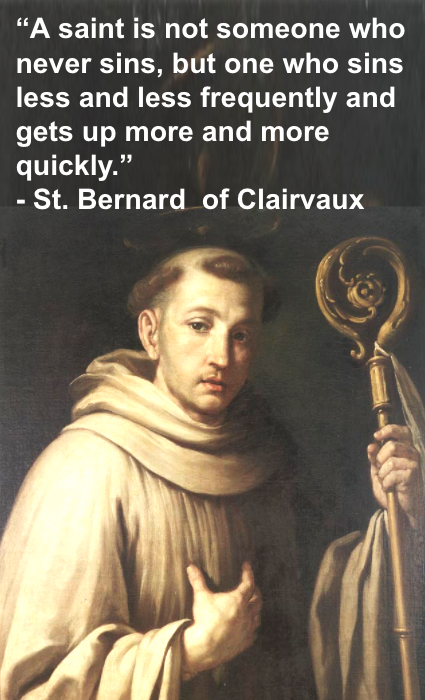 “A saint is not someone who
never sins, but one who sins
less and less frequently and
gets up more and more
quickly.”
- St. Bernard  of Clairvaux